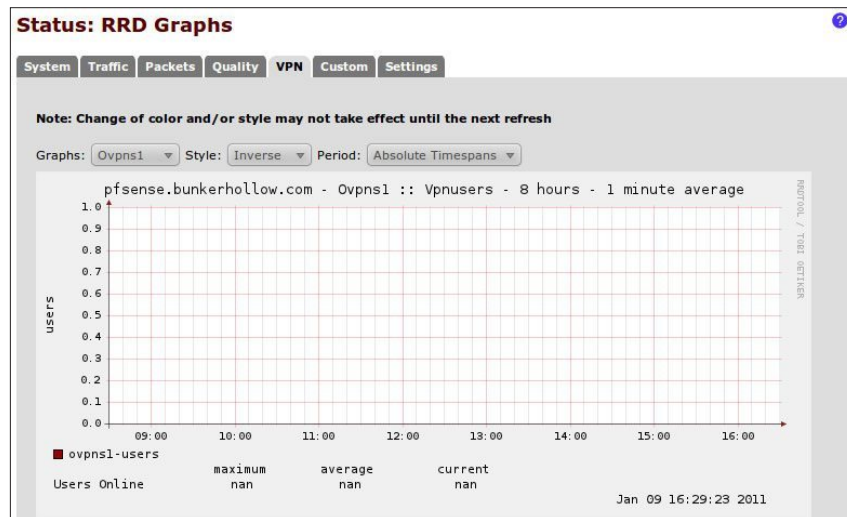 Status: RRD Graphs
?
System Traffic Packets Quality VPN Custom Settings
Note: Change of color and/or style may not take effect until the next refresh
Graphs: Ovpns1 Style: Inverse Period: Absolute Timespans
pfsense.bunkerhollow.com - Ovpns1 :: Vpnusers - 8 hours - 1 minute average
RRDTOOL / TOBI OETIKER
users
1.0
0.9
0.8
0.7
0.6
0.5
0.4
0.3
0.2
0.1
0.0
09:00 10:00 11:00 12:00 13:00 14:00 15:00 16:00
ovpns1-users
maximum average current
Users Online nan nan nan
Jan 09 16:29:23 2011